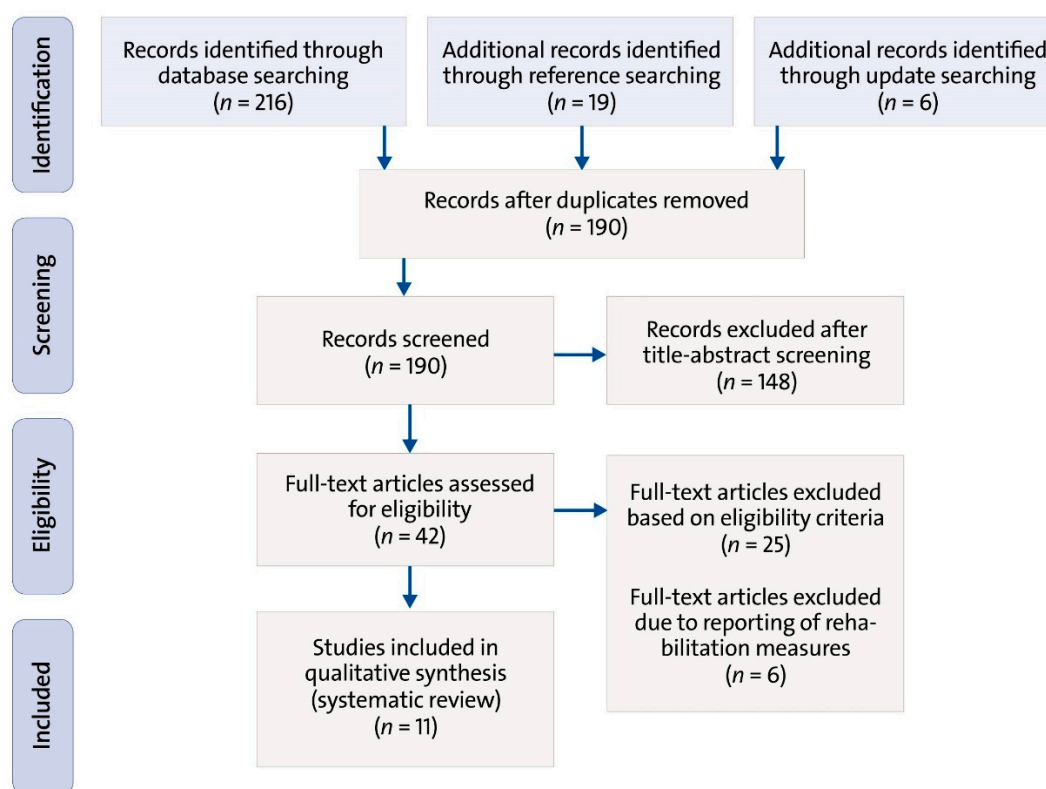 Identification
Records identified through
database searching
(n = 216)
Additional records identified
through reference searching
(n = 19)
Additional records identified
through update searching
(n = 6)
Records after duplicates removed
(n = 190)
Screening
Records screened
(n = 190)
Records excluded after
title-abstract screening
(n = 148)
Eligibility
Full-text articles assessed
for eligibility
(n = 42)
Full-text articles excluded
based on eligibility criteria
(n = 25)
Full-text articles excluded
due to reporting of reha-
bilitation measures
(n = 6)
Included
Studies included in
qualitative synthesis
(systematic review)
(n = 11)